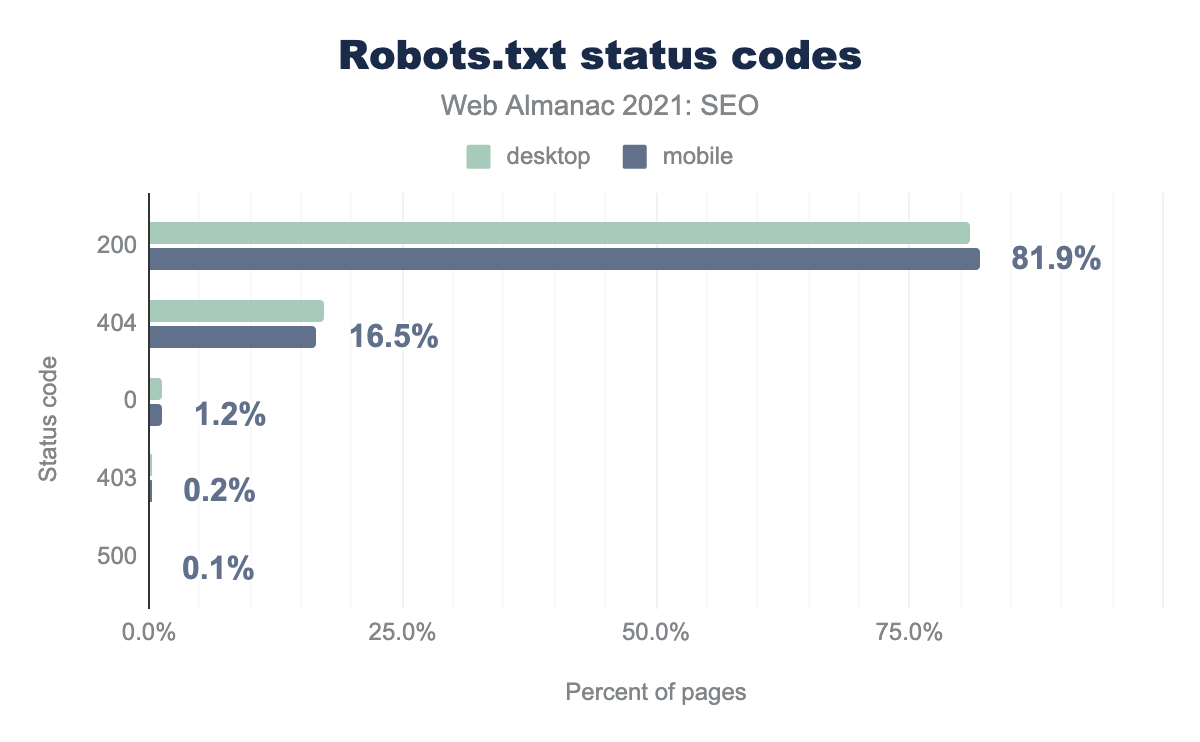 Robots.txt status codes
Web Almanac 2021: SEO
desktop mobile
200 81.9%
404 16.5%
0 1.2%
403 0.2%
500 0.1%
Status code
0.0% 25.0% 50.0% 75.0%
Percent of pages